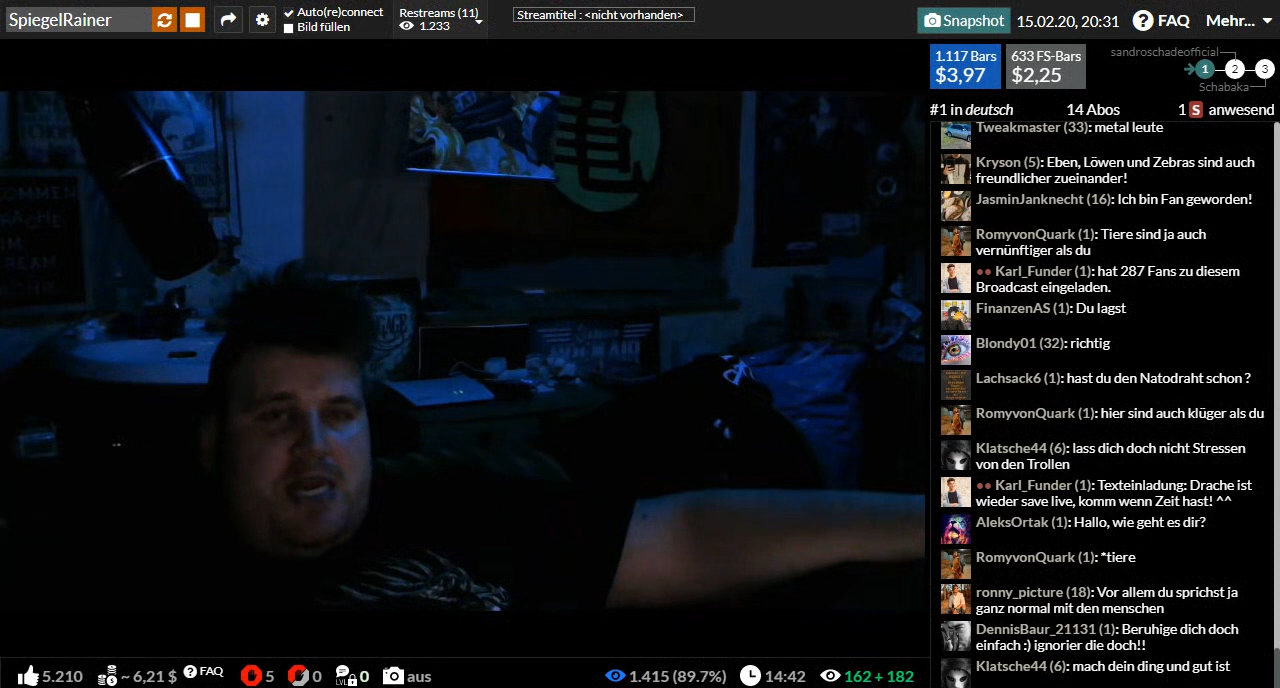 SpiegelRainer
Auto(re)connect
Bild füllen
Restreams (11)
1.233
Streamtitel : <nicht vorhanden>
Snapshot
15.02.20, 20:31
FAQ
Mehr...
1.117 Bars
$3,97
633 FS-Bars
$2,25
sandroschadeofficial
1 2 3
Schabaka
#1 in deutsch
14 Abos
1 S anwesend
Tweakmaster (33): metal leute
Kryson (5): Eben, Löwen und Zebras sind auch
freundlicher zueinander!
JasminJanknecht (16): Ich bin Fan geworden!
RomyvonQuark (1): Tiere sind ja auch
vernünftiger als du
Karl_Funder (1): hat 287 Fans zu diesem
Broadcast eingeladen.
FinanzenAS (1): Du lagst
Blondy01 (32): richtig
Lachsack6 (1): hast du den Natodraht schon ?
RomyvonQuark (1): hier sind auch klüger als du
Klatsche44 (6): lass dich doch nicht Stressen
von den Trollen
Karl_Funder (1): Texteinladung: Drache ist
wieder save live, komm wenn Zeit hast! ^^
AleksOrtak (1): Hallo, wie geht es dir?
RomyvonQuark (1): *tiere
ronny_picture (18): Vor allem du sprichst ja
ganz normal mit den menschen
DennisBaur_21131 (1): Beruhige dich doch
einfach :) ignorier die doch!!
Klatsche44 (6): mach dein ding und gut ist
5.210
~ 6,21 $
FAQ
5
0
LVL
0
aus
1.415 (89.7%)
14:42
162 + 182